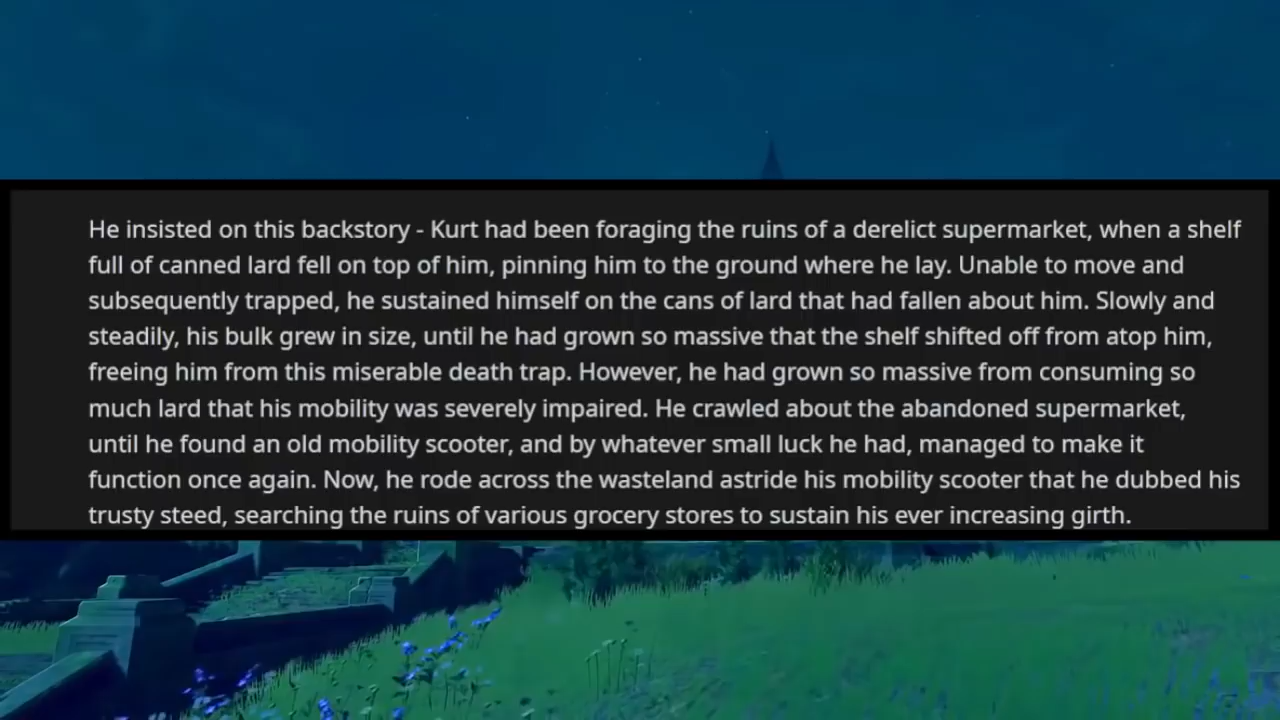 He insisted on this backstory - Kurt had been foraging the ruins of a derelict supermarket, when a shelf
full of canned lard fell on top of him, pinning him to the ground where he lay. Unable to move and
subsequently trapped, he sustained himself on the cans of lard that had fallen about him. Slowly and
steadily, his bulk grew in size, until he had grown so massive that the shelf shifted off from atop him,
freeing him from this miserable death trap. However, he had grown so massive from consuming so
much lard that his mobility was severely impaired. He crawled about the abandoned supermarket,
until he found an old mobility scooter, and by whatever small luck he had, managed to make it
function once again. Now, he rode across the wasteland astride his mobility scooter that he dubbed his
trusty steed, searching the ruins of various grocery stores to sustain his ever increasing girth.